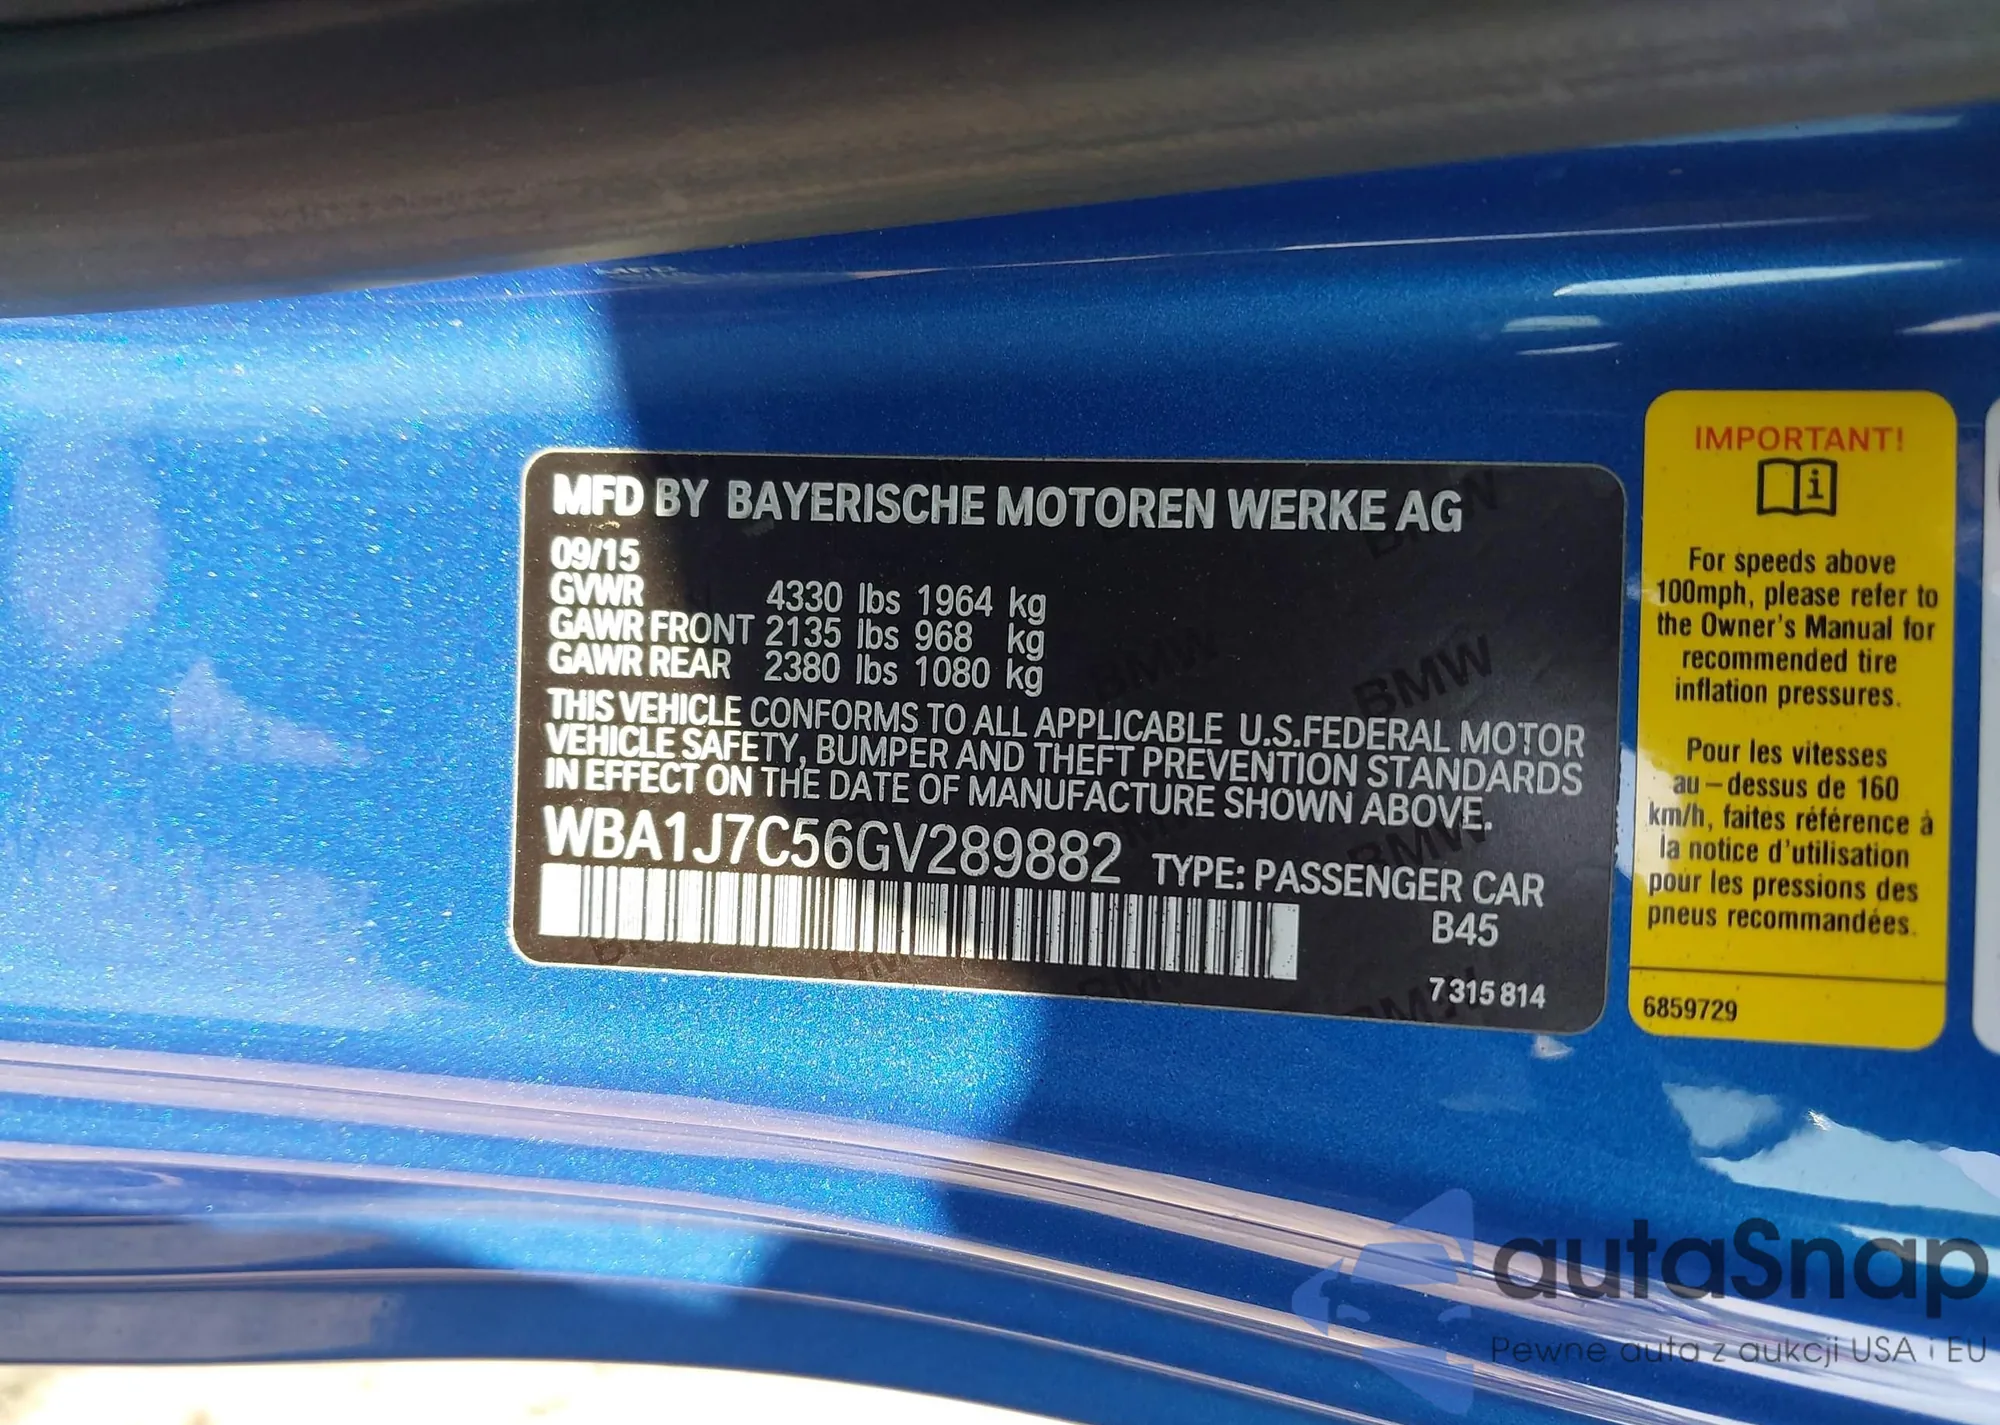 MFD BY BAYERISCHE MOTOREN WERKE AG
09/15
GVWR 4330 lbs 1964 kg
GAWR FRONT 2135 lbs 968 kg
GAWR REAR 2380 lbs 1080 kg
THIS VEHICLE CONFORMS TO ALL APPLICABLE U.S.FEDERAL MOTOR
VEHICLE SAFETY, BUMPER AND THEFT PREVENTION STANDARDS
IN EFFECT ON THE DATE OF MANUFACTURE SHOWN ABOVE.
WBA1J7C56GV289882 TYPE: PASSENGER CAR
B45
7315814
BMW
BMW
BMW
BMW
IMPORTANT!
i
For speeds above
100mph, please refer to
the Owner's Manual for
recommended tire
inflation pressures.
Pour les vitesses
au-dessus de 160
km/h, faites référence à
la notice d'utilisation
pour les pressions des
pneus recommandées.
6859729
autaSnap
Pewne auta z aukcji USA i EU